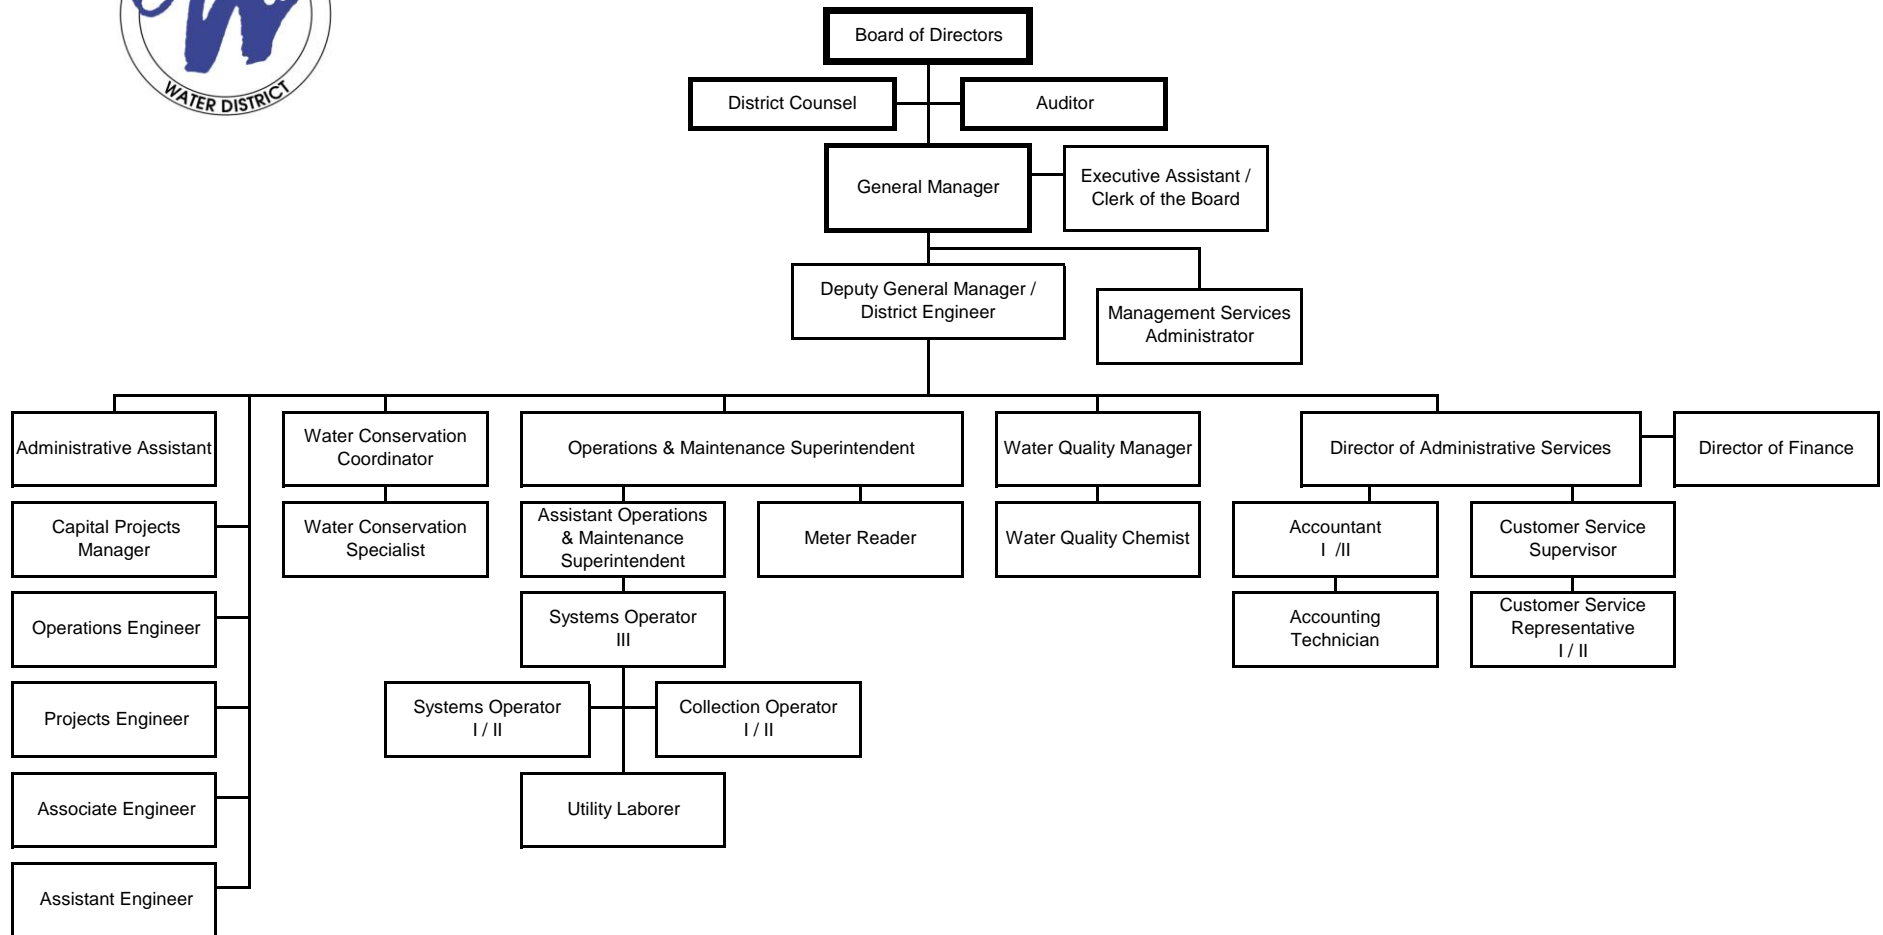 WATER DISTRICT
Board of Directors
District Counsel
Auditor
General Manager
Executive Assistant /
Clerk of the Board
Deputy General Manager /
District Engineer
Management Services
Administrator
Administrative Assistant
Water Conservation
Coordinator
Operations & Maintenance Superintendent
Water Quality Manager
Director of Administrative Services
Director of Finance
Capital Projects
Manager
Water Conservation
Specialist
Assistant Operations
& Maintenance
Superintendent
Meter Reader
Water Quality Chemist
Accountant
I /II
Customer Service
Supervisor
Operations Engineer
Systems Operator
III
Accounting
Technician
Customer Service
Representative
I / II
Projects Engineer
Systems Operator
I / II
Collection Operator
I / II
Associate Engineer
Utility Laborer
Assistant Engineer